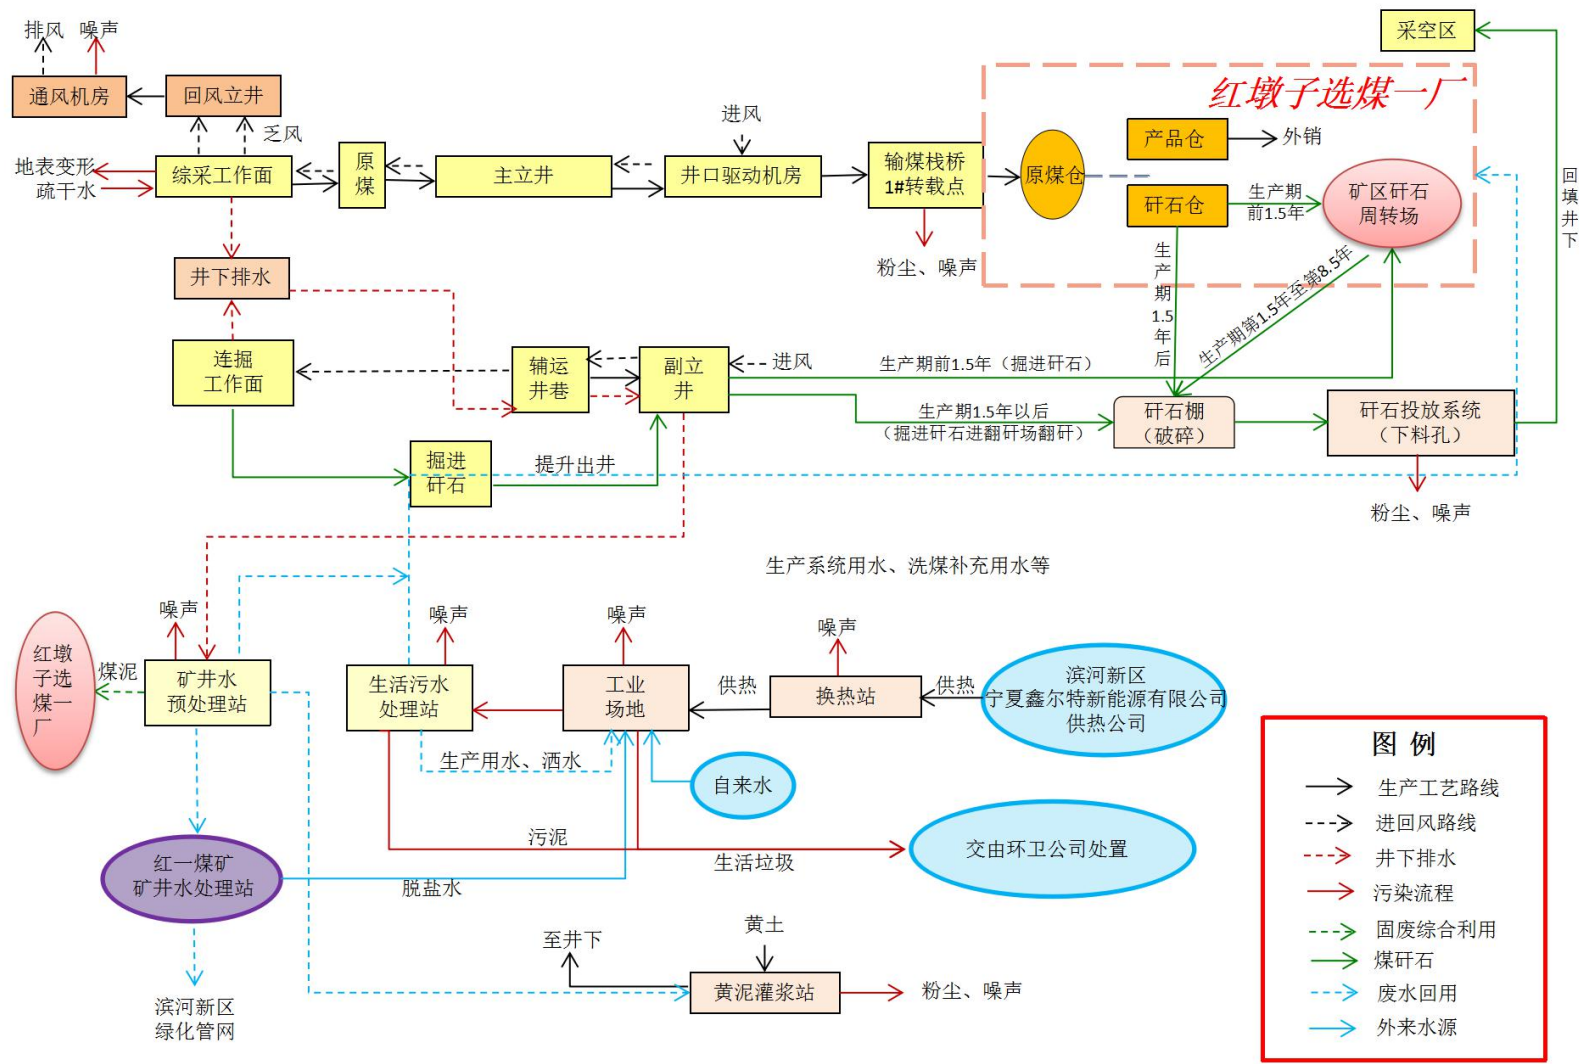 排风
噪声
采空区
通风机房
回风立井
红墩子选煤一厂
乏风
进风
产品仓
外销
地表变形
疏干水
综采工作面
原
煤
主立井
井口驱动机房
输煤栈桥
1#转载点
原煤仓
矸石仓
生产期
前1.5年
矿区矸石
周转场
回
填
井
下
粉尘、噪声
井下排水
生
产
期
1.5
年
后
生产期第1.5年至第8.5年
连掘
工作面
辅运
井巷
副立
井
进风
生产期前1.5年（掘进矸石）
生产期1.5年以后
（掘进矸石进翻矸场翻矸）
矸石棚
（破碎）
矸石投放系统
（下料孔）
掘进
矸石
提升出井
粉尘、噪声
生产系统用水、洗煤补充用水等
噪声
噪声
噪声
噪声
红墩
子选
煤一
厂
煤泥
矿井水
预处理站
生活污水
处理站
工业
场地
供热
换热站
供热
滨河新区
宁夏鑫尔特新能源有限公司
供热公司
生产用水、洒水
自来水
污泥
生活垃圾
交由环卫公司处置
红一煤矿
矿井水处理站
脱盐水
黄土
至井下
黄泥灌浆站
粉尘、噪声
滨河新区
绿化管网
图 例
生产工艺路线
进回风路线
井下排水
污染流程
固废综合利用
煤矸石
废水回用
外来水源